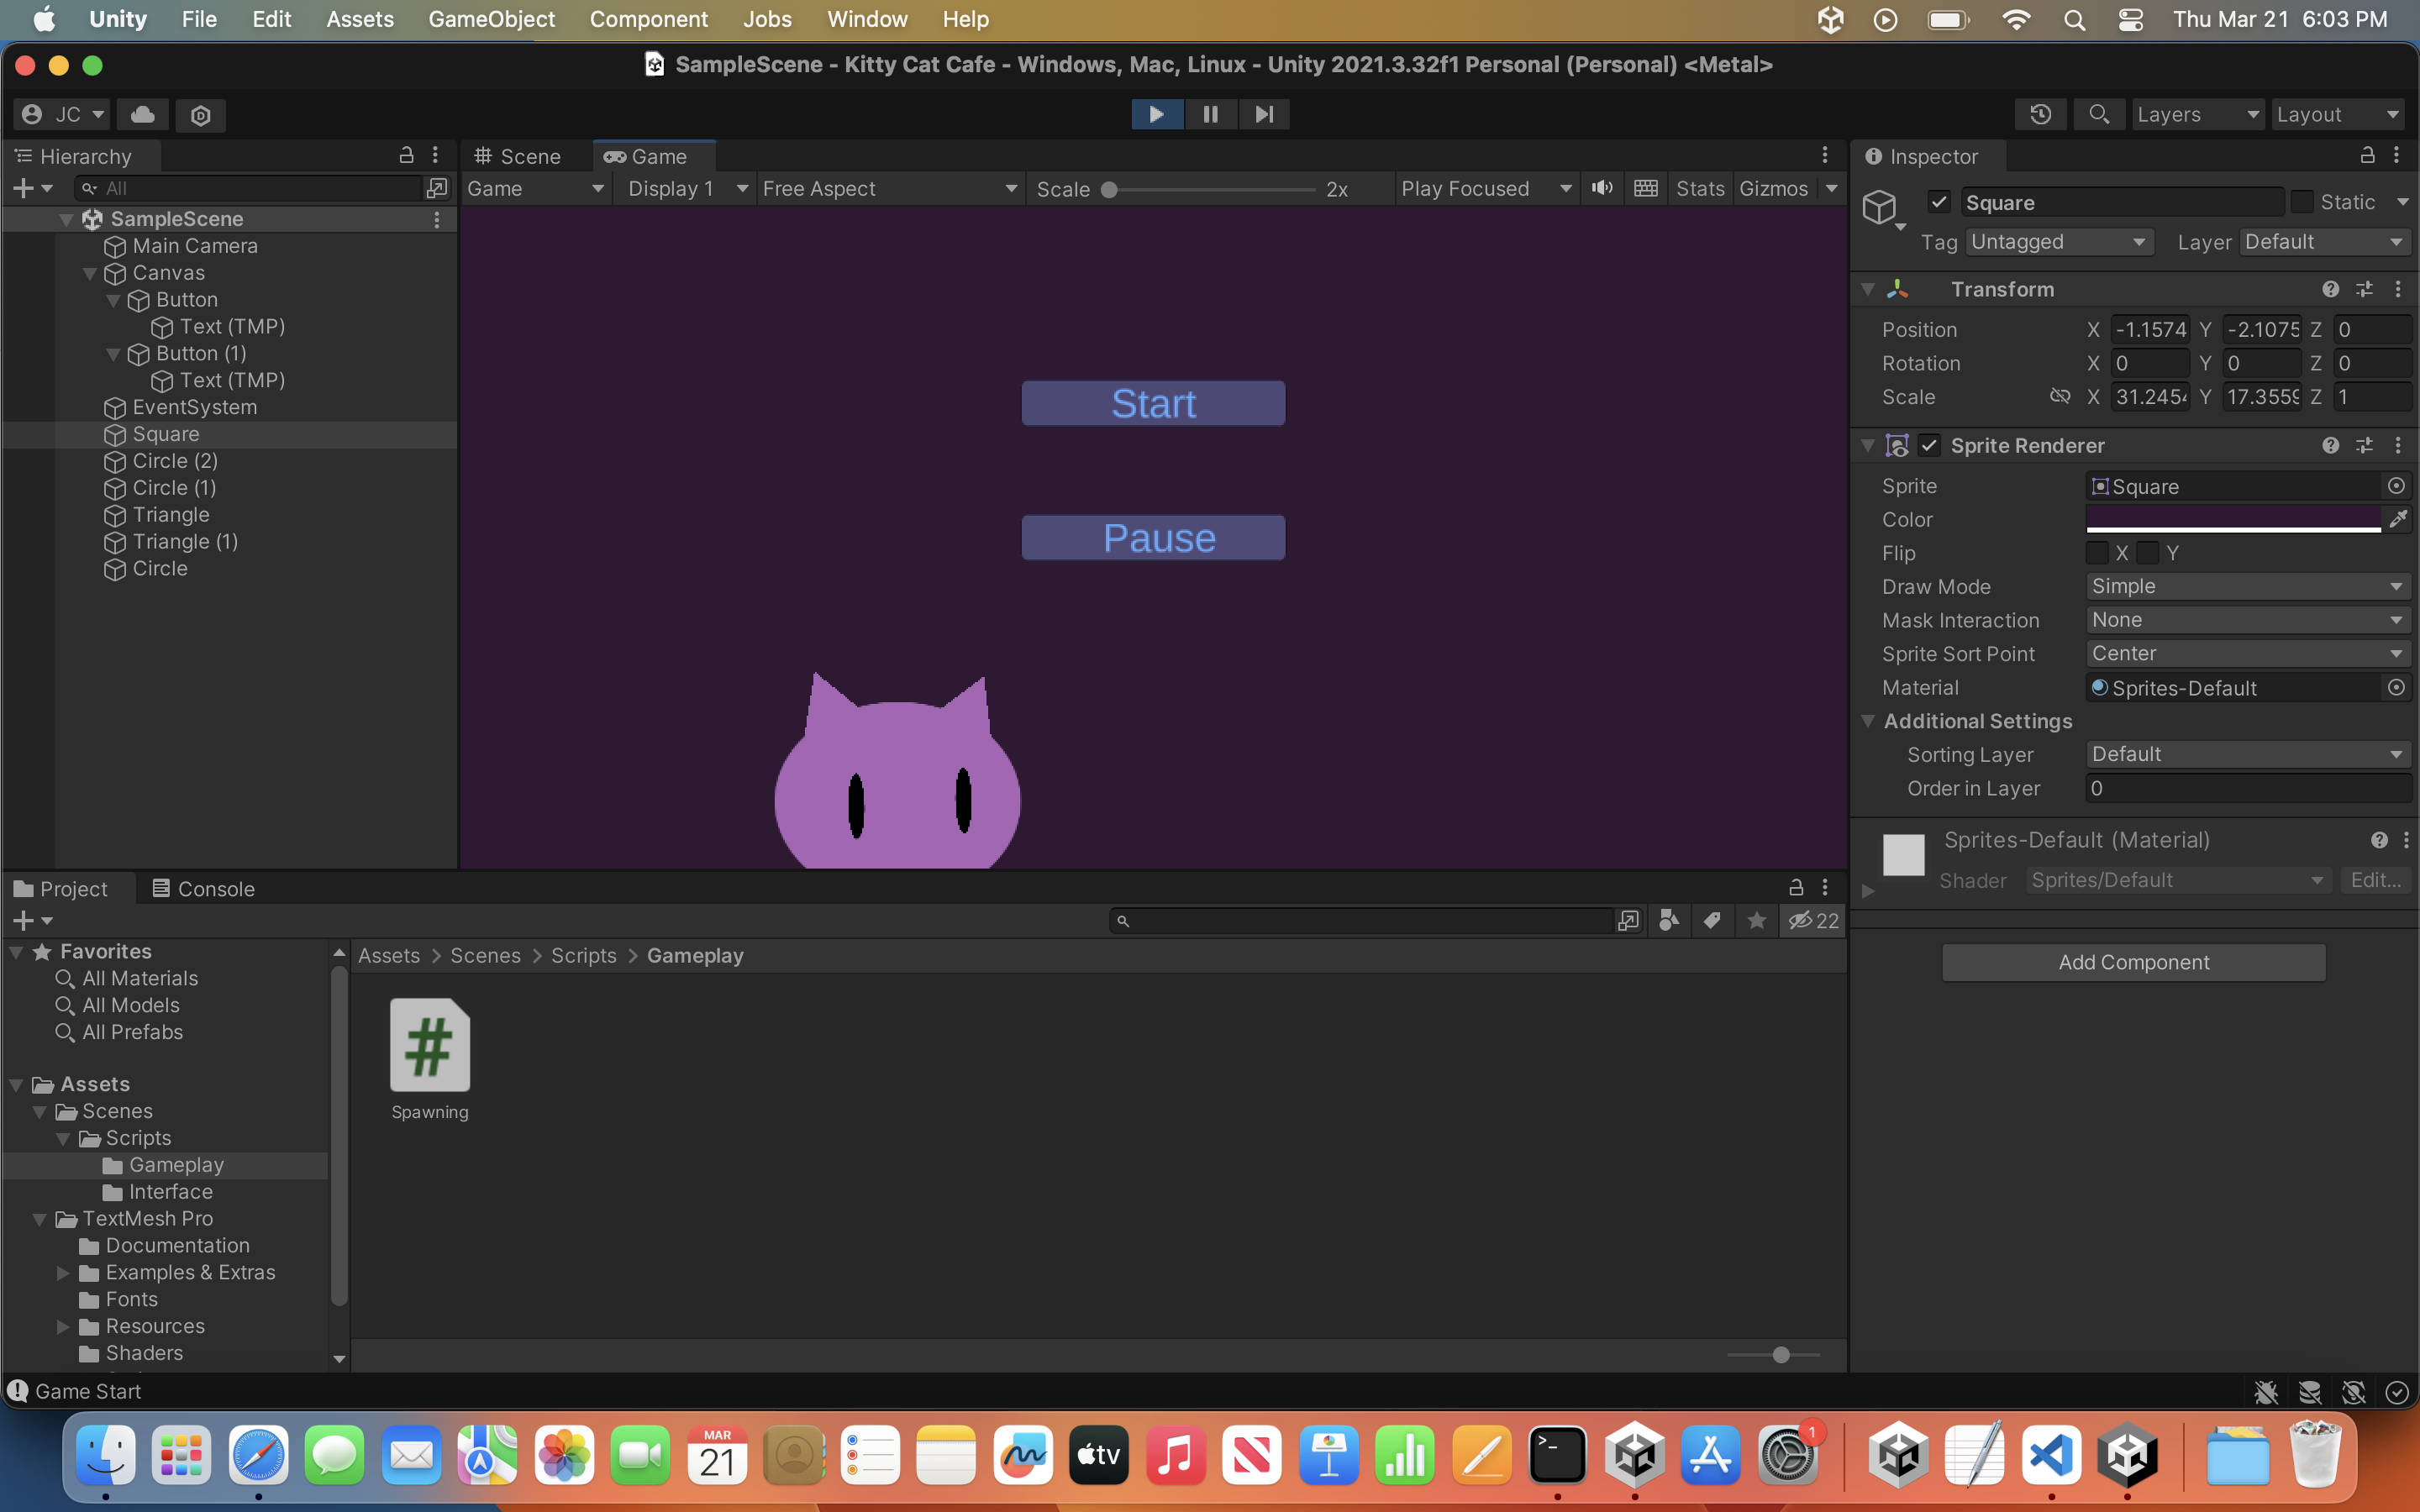 Unity File Edit Assets GameObject Component Jobs Window Help Thu Mar 21 6:03 PM
SampleScene - Kitty Cat Cafe - Windows, Mac, Linux - Unity 2021.3.32f1 Personal (Personal) <Metal>
JC Layers Layout
Hierarchy Scene Game Inspector
All Game Display 1 Free Aspect Scale 2x Play Focused Stats Gizmos
SampleScene
Main Camera
Canvas
Button
Text (TMP)
Button (1)
Text (TMP)
EventSystem
Square
Circle (2)
Circle (1)
Triangle
Triangle (1)
Circle
Start
Pause
Square Static
Tag Untagged Layer Default
Transform
Position X -1.1574 Y -2.1075 Z 0
Rotation X 0 Y 0 Z 0
Scale X 31.245 Y 17.3559 Z 1
Sprite Renderer
Sprite Square
Color
Flip X Y
Draw Mode Simple
Mask Interaction None
Sprite Sort Point Center
Material Sprites-Default
Additional Settings
Sorting Layer Default
Order in Layer 0
Sprites-Default (Material)
Shader Sprites/Default Edit...
Add Component
Project Console
22
Favorites
All Materials
All Models
All Prefabs
Assets
Scenes
Scripts
Gameplay
Interface
TextMesh Pro
Documentation
Examples & Extras
Fonts
Resources
Shaders
Assets > Scenes > Scripts > Gameplay
#
Spawning
Game Start
MAR
21
tv
1